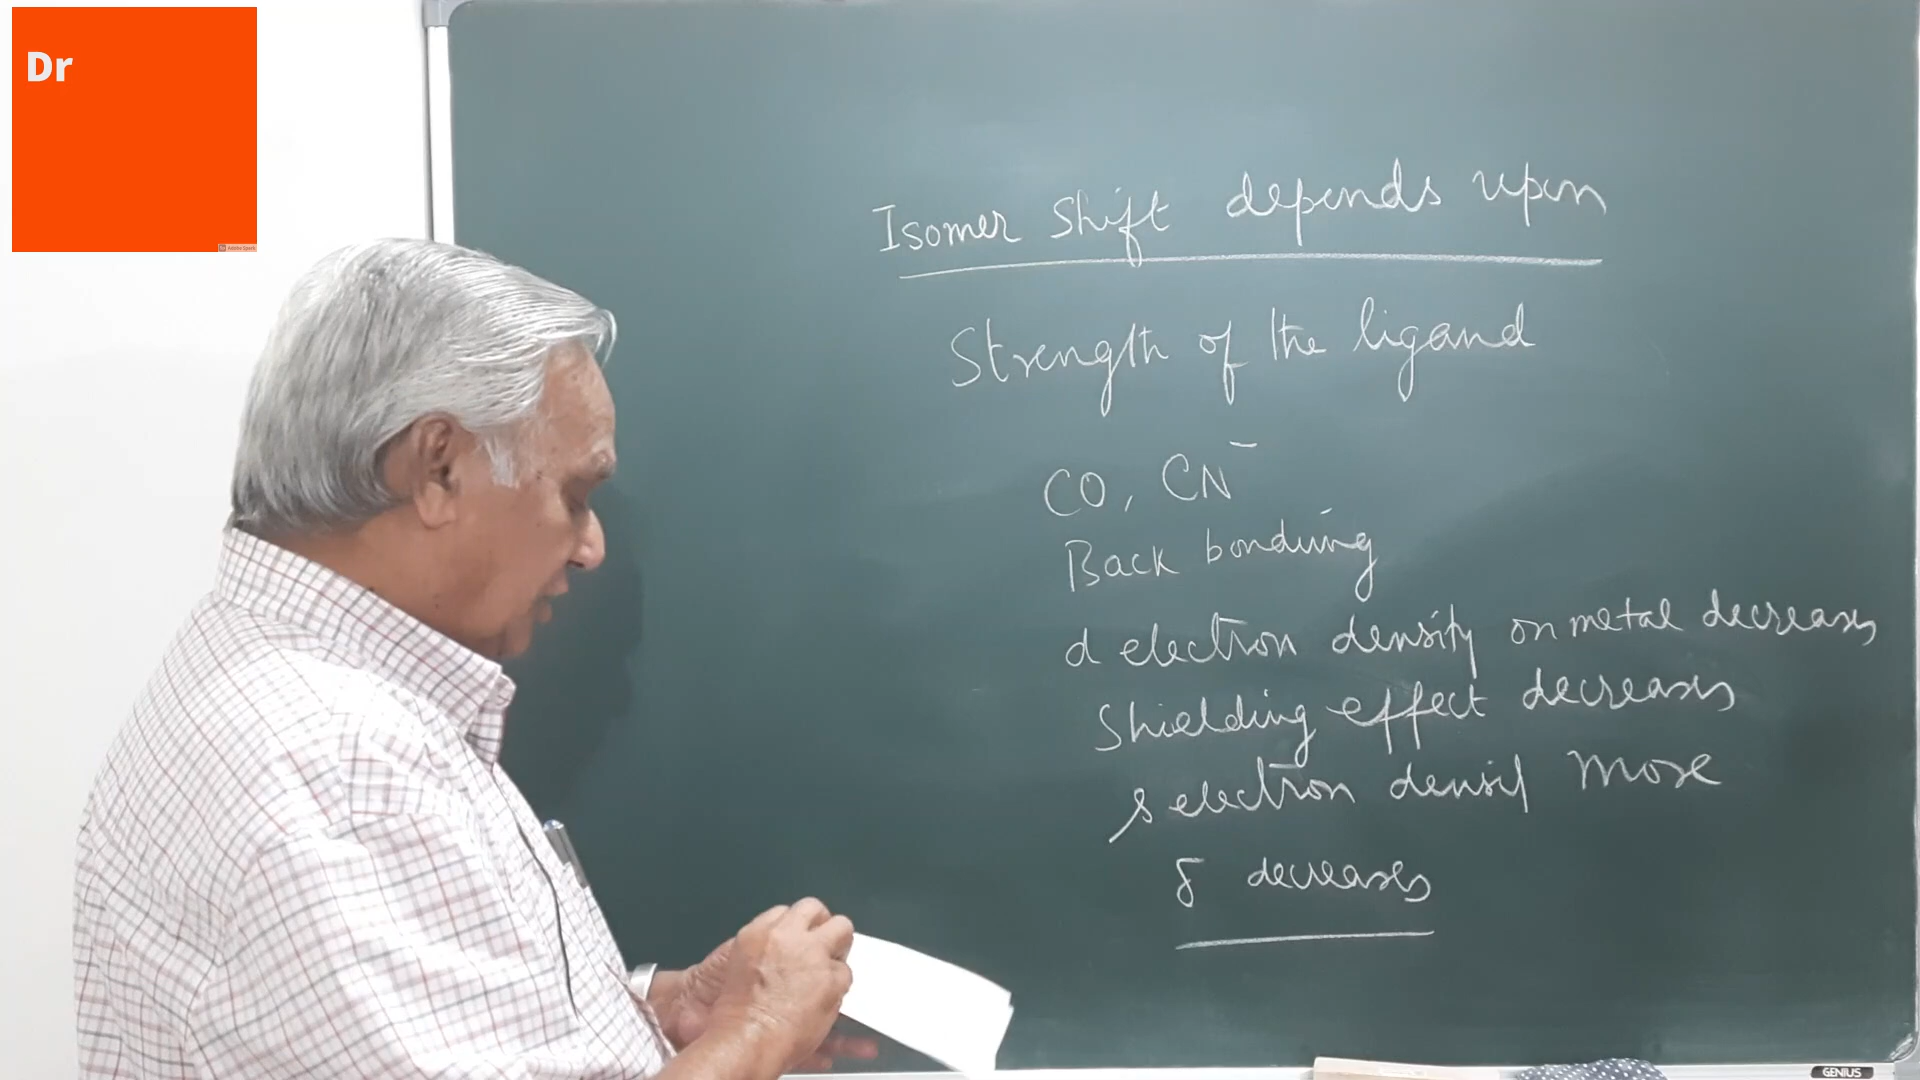 Dr
Isomer Shift depends upon
Strength of the ligand
CO, CN⁻
Back bonding
d electron density on metal decreases
Shielding effect decreases
s electron density more
δ decreases
GENIUS